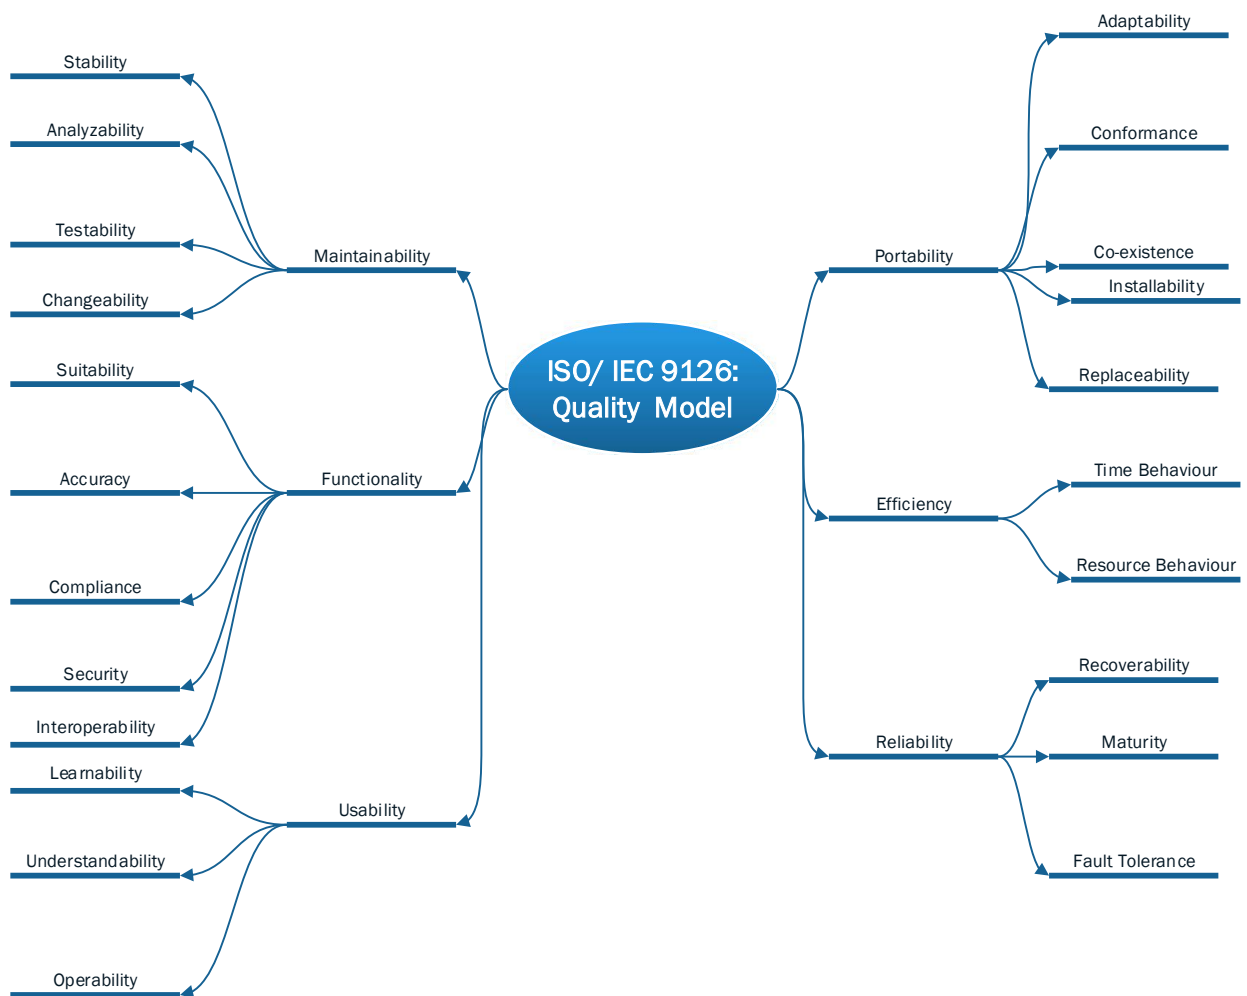 Stability
Analyzability
Testability
Changeability
Maintainability
Suitability
Accuracy
Compliance
Security
Interoperability
Functionality
Learnability
Understandability
Operability
Usability
ISO/ IEC 9126:
Quality Model
Portability
Adaptability
Conformance
Co-existence
Installability
Replaceability
Efficiency
Time Behaviour
Resource Behaviour
Reliability
Recoverability
Maturity
Fault Tolerance